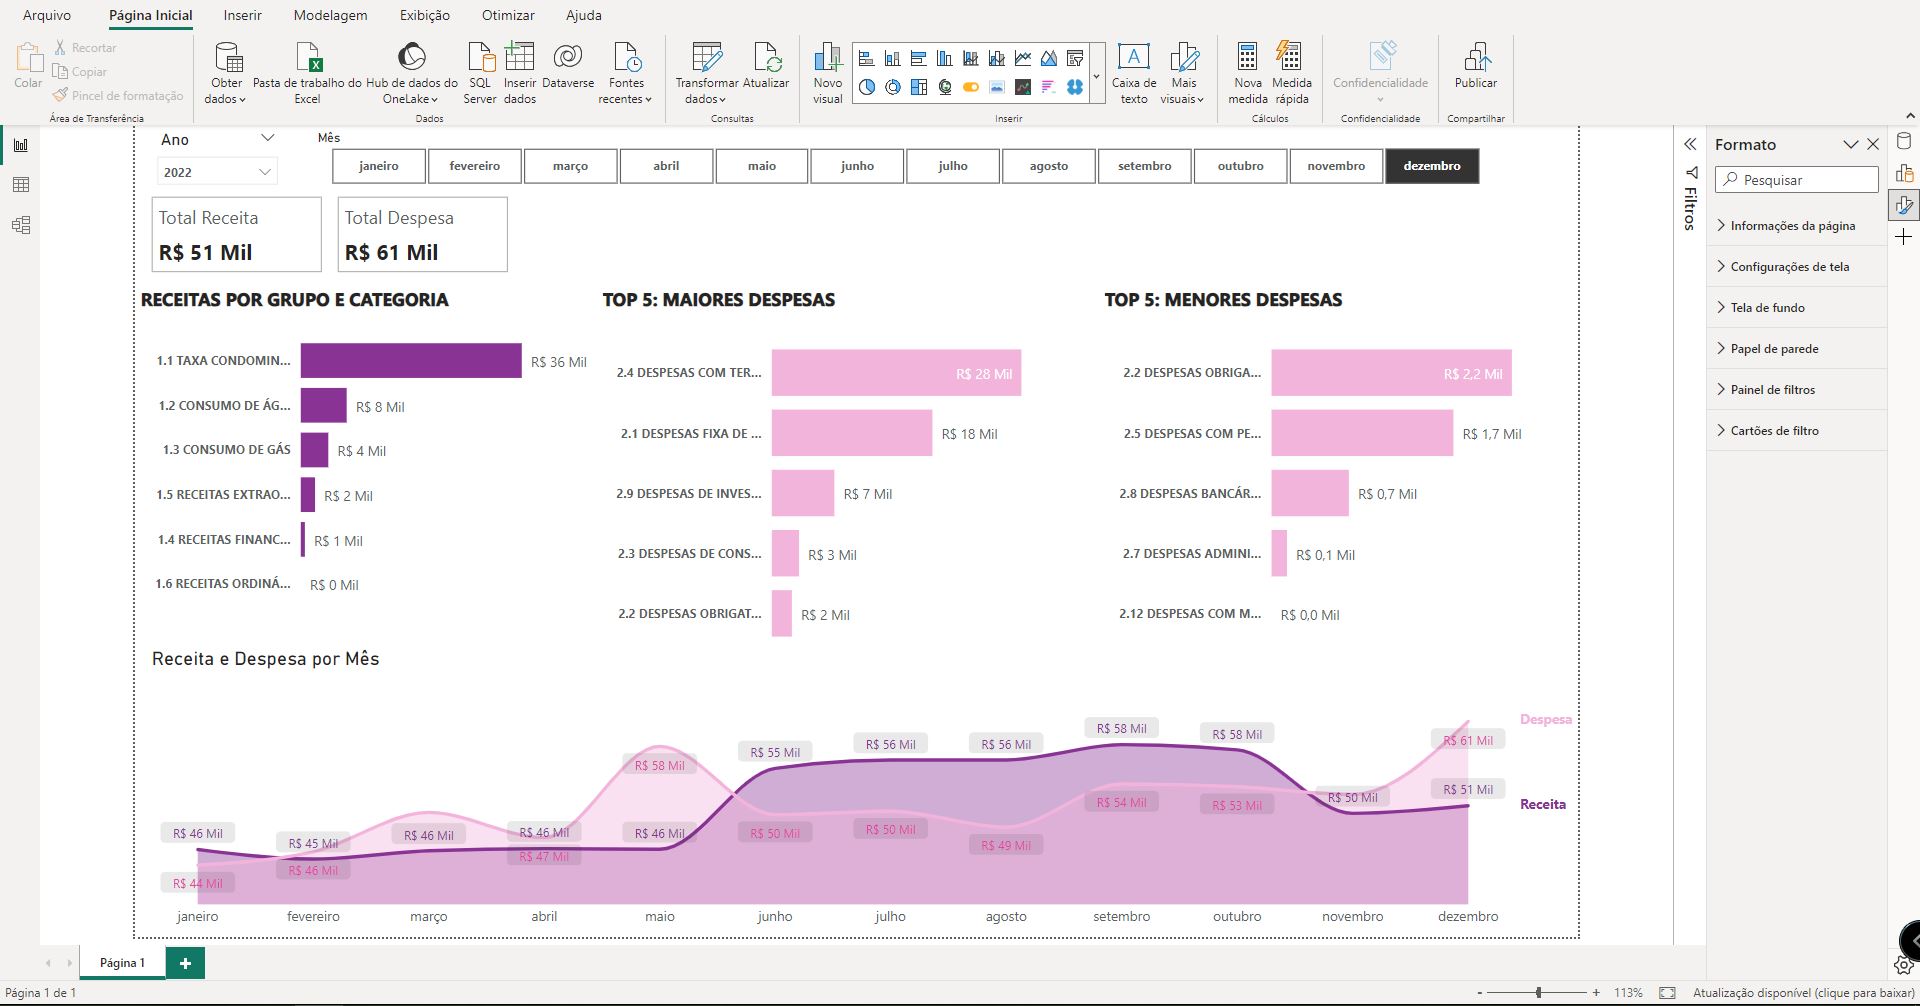 Arquivo Página Inicial Inserir Modelagem Exibição Otimizar Ajuda
Colar
Recortar
Copiar
Pincel de formatação
Área de Transferência
Obter dados
Pasta de trabalho do Excel
Hub de dados do OneLake
SQL Server
Inserir dados
Dataverse
Fontes recentes
Dados
Transformar dados
Atualizar
Consultas
Novo visual
A
Caixa de texto
Mais visuais
Inserir
Nova medida
Medida rápida
Cálculos
Confidencialidade
Confidencialidade
Publicar
Compartilhar
Ano
2022
Mês
janeiro fevereiro março abril maio junho julho agosto setembro outubro novembro dezembro
Total Receita
R$ 51 Mil
Total Despesa
R$ 61 Mil
RECEITAS POR GRUPO E CATEGORIA
1.1 TAXA CONDOMIN... R$ 36 Mil
1.2 CONSUMO DE ÁG... R$ 8 Mil
1.3 CONSUMO DE GÁS R$ 4 Mil
1.5 RECEITAS EXTRAO... R$ 2 Mil
1.4 RECEITAS FINANC... R$ 1 Mil
1.6 RECEITAS ORDINÁ... R$ 0 Mil
TOP 5: MAIORES DESPESAS
2.4 DESPESAS COM TER... R$ 28 Mil
2.1 DESPESAS FIXA DE ... R$ 18 Mil
2.9 DESPESAS DE INVES... R$ 7 Mil
2.3 DESPESAS DE CONS... R$ 3 Mil
2.2 DESPESAS OBRIGAT... R$ 2 Mil
TOP 5: MENORES DESPESAS
2.2 DESPESAS OBRIGA... R$ 2,2 Mil
2.5 DESPESAS COM PE... R$ 1,7 Mil
2.8 DESPESAS BANCÁR... R$ 0,7 Mil
2.7 DESPESAS ADMINI... R$ 0,1 Mil
2.12 DESPESAS COM M... R$ 0,0 Mil
Receita e Despesa por Mês
R$ 46 Mil R$ 45 Mil R$ 46 Mil R$ 46 Mil R$ 46 Mil R$ 55 Mil R$ 56 Mil R$ 56 Mil R$ 58 Mil R$ 58 Mil R$ 50 Mil R$ 51 Mil
R$ 44 Mil R$ 46 Mil R$ 47 Mil R$ 58 Mil R$ 50 Mil R$ 50 Mil R$ 49 Mil R$ 54 Mil R$ 53 Mil R$ 61 Mil
Despesa
Receita
janeiro fevereiro março abril maio junho julho agosto setembro outubro novembro dezembro
Filtros
Formato
Pesquisar
Informações da página
Configurações de tela
Tela de fundo
Papel de parede
Painel de filtros
Cartões de filtro
Página 1
Página 1 de 1
113%
Atualização disponível (clique para baixar)